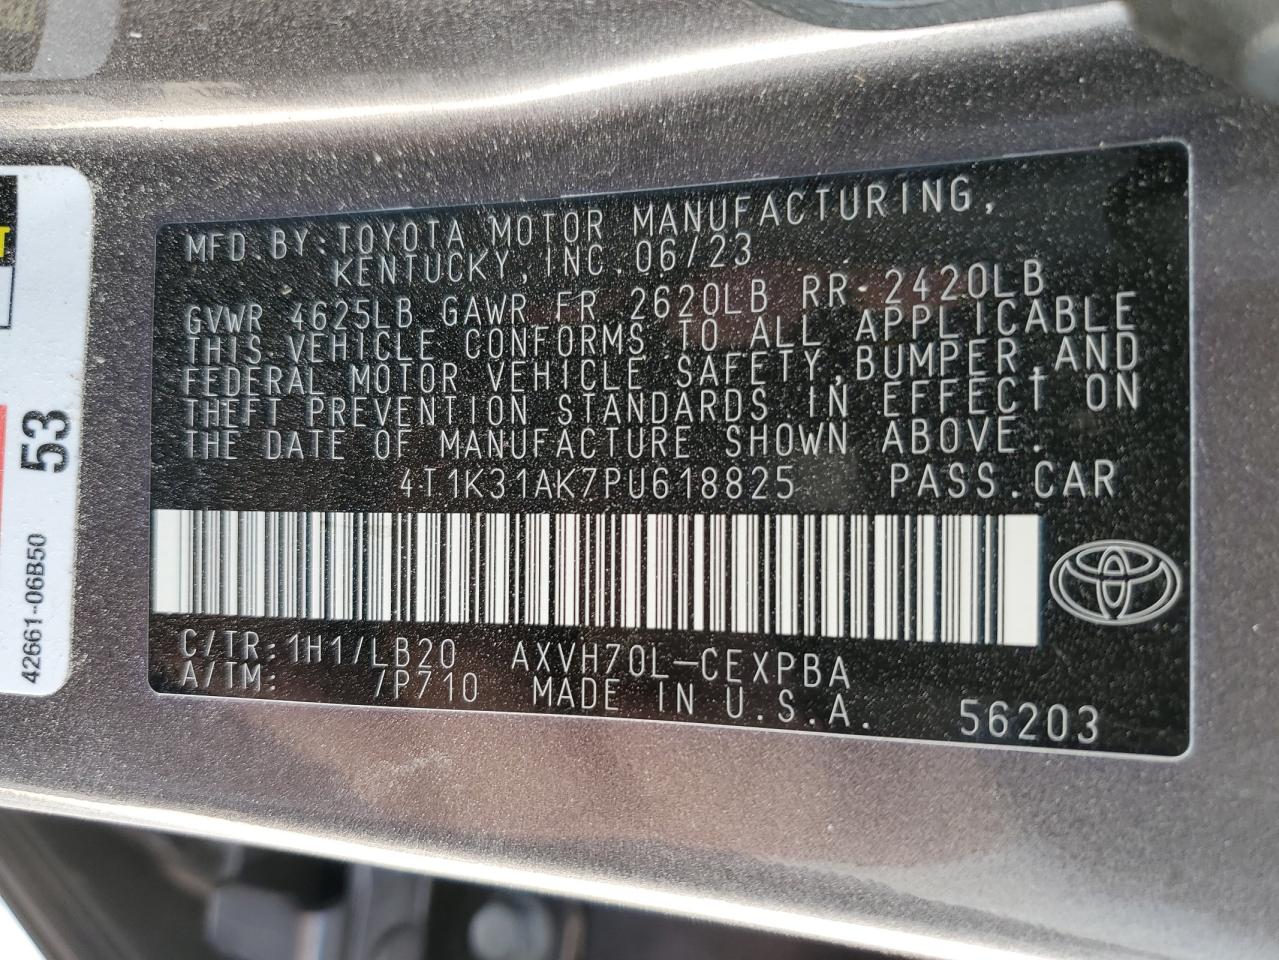 MFD.BY:TOYOTA MOTOR MANUFACTURING,
KENTUCKY, INC. 06/23
GVWR 4625LB GAWR FR 2620LB RR 2420LB
THIS VEHICLE CONFORMS TO ALL APPLICABLE
FEDERAL MOTOR VEHICLE SAFETY,BUMPER,AND
THEFT PREVENTION STANDARDS IN EFFECT ON
THE DATE OF MANUFACTURE SHOWN ABOVE.
4T1K31AK7PU618825 PASS.CAR
C/TR:1H1/LB20 AXVH70L-CEXPBA
A/TM: /P710 MADE IN U.S.A. 56203
53
42661-06B50